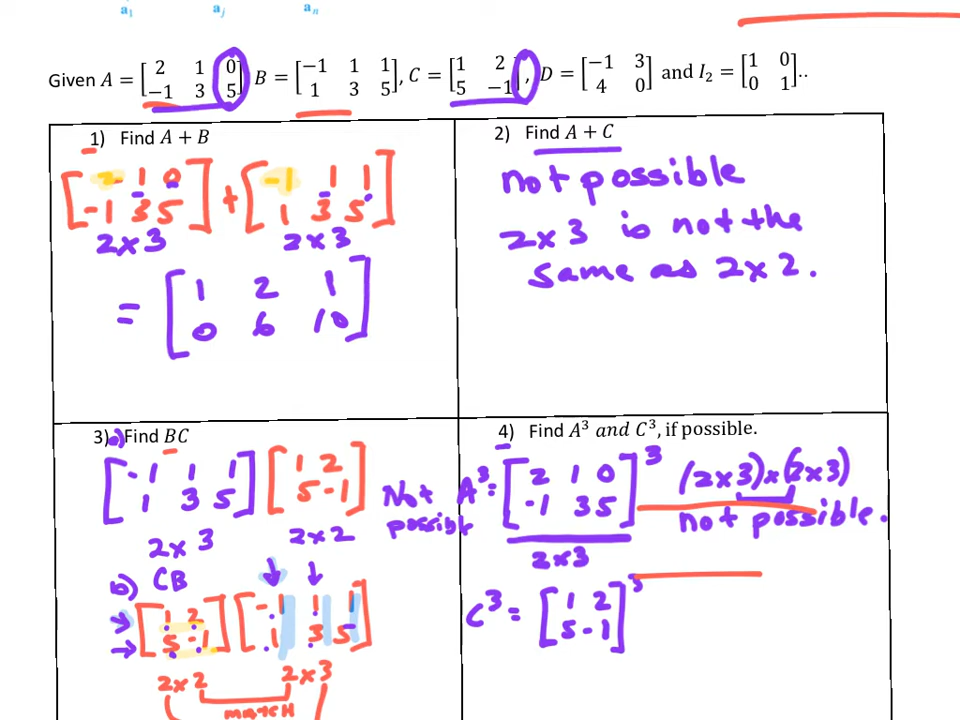 a₁ aⱼ aₙ
Given A = [2 1 0; −1 3 5] B = [−1 1 1; 1 3 5], C = [1 2; 5 −1], D = [−1 3; 4 0] and I₂ = [1 0; 0 1]..
1) Find A + B
[2 1 0; −1 3 5] + [−1 1 1; 1 3 5]
2x3 2x3
= [1 2 1; 0 6 10]
2) Find A + C
not possible
2x3 is not the
same as 2x2.
3) a) Find BC
[−1 1 1; 1 3 5] [1 2; 5 −1] Not possible
2x3 2x2
b) CB
[1 2; 5 −1] [−1 1 1; 1 3 5]
2x2 2x3
MATCH
4) Find A³ and C³, if possible.
A³= [2 1 0; −1 3 5]³ (2x3)x(2x3)
2x3 not possible.
C³ = [1 2; 5 −1]³